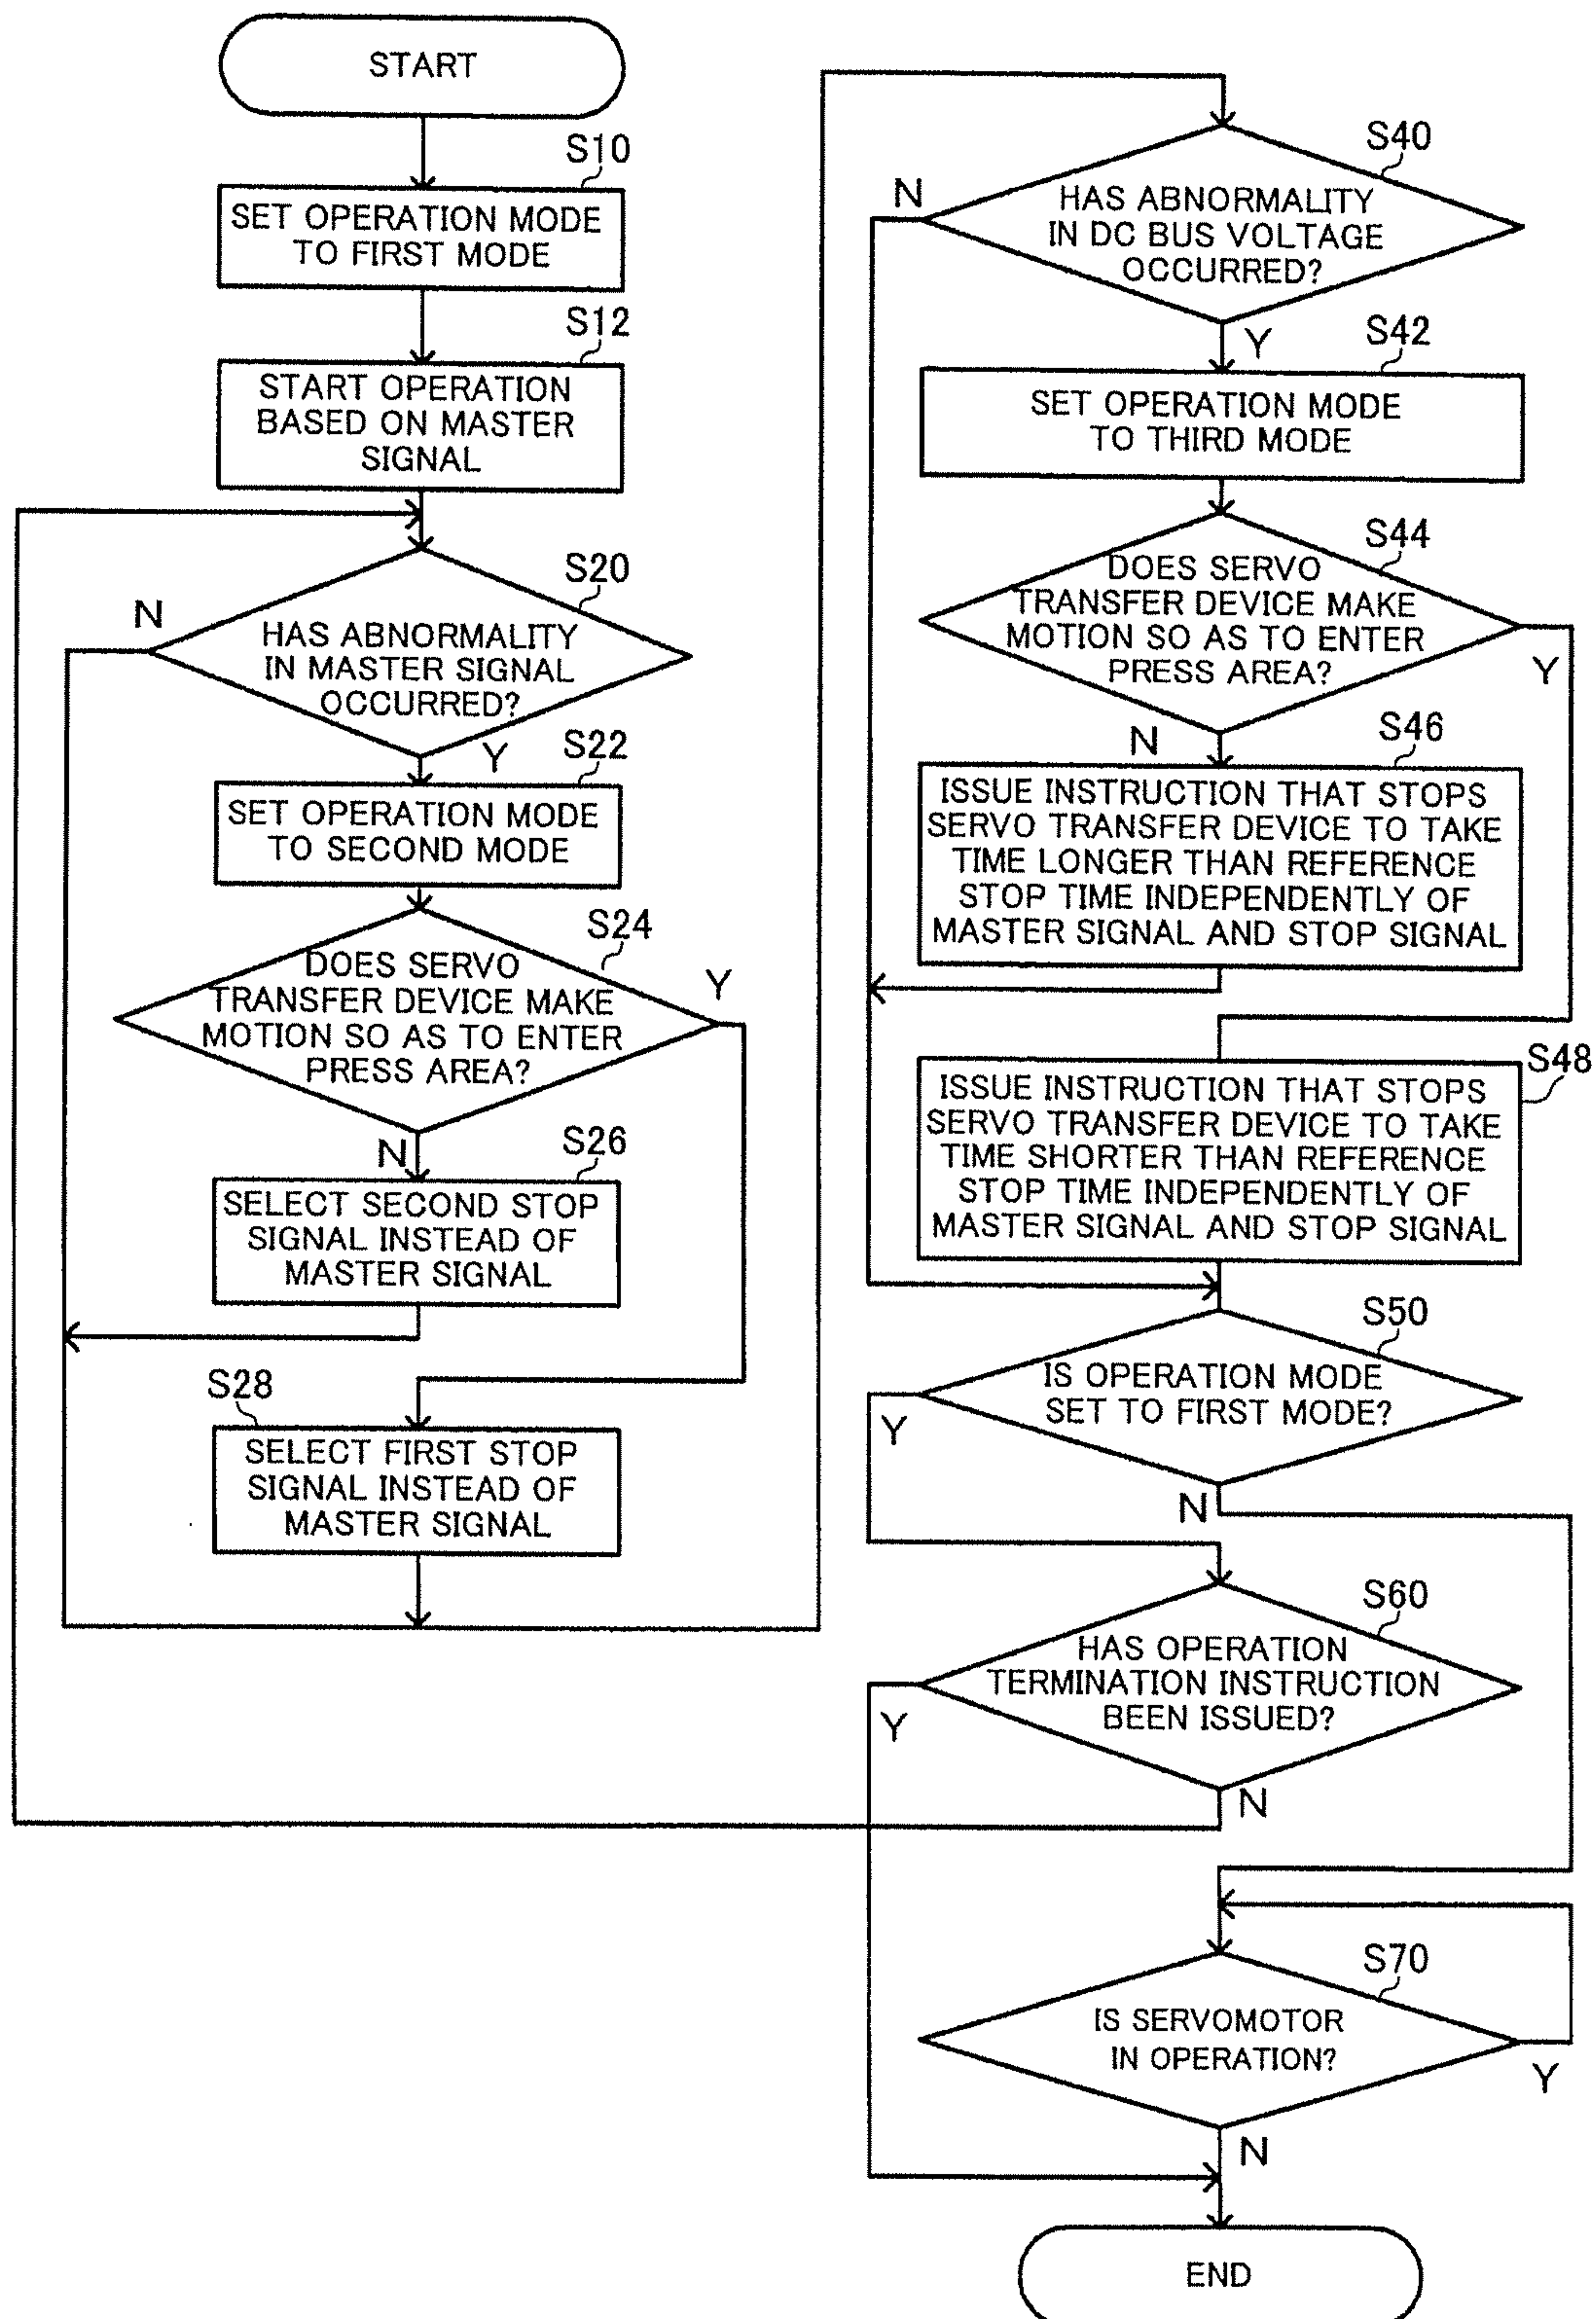 START
S10
SET OPERATION MODE
TO FIRST MODE
S12
START OPERATION
BASED ON MASTER
SIGNAL
S20
N
HAS ABNORMALITY
IN MASTER SIGNAL
OCCURRED?
Y
S22
SET OPERATION MODE
TO SECOND MODE
S24
DOES SERVO
TRANSFER DEVICE MAKE
MOTION SO AS TO ENTER
PRESS AREA?
Y
N
S26
SELECT SECOND STOP
SIGNAL INSTEAD OF
MASTER SIGNAL
S28
SELECT FIRST STOP
SIGNAL INSTEAD OF
MASTER SIGNAL
S40
N
HAS ABNORMALITY
IN DC BUS VOLTAGE
OCCURRED?
Y
S42
SET OPERATION MODE
TO THIRD MODE
S44
DOES SERVO
TRANSFER DEVICE MAKE
MOTION SO AS TO ENTER
PRESS AREA?
Y
N
S46
ISSUE INSTRUCTION THAT STOPS
SERVO TRANSFER DEVICE TO TAKE
TIME LONGER THAN REFERENCE
STOP TIME INDEPENDENTLY OF
MASTER SIGNAL AND STOP SIGNAL
S48
ISSUE INSTRUCTION THAT STOPS
SERVO TRANSFER DEVICE TO TAKE
TIME SHORTER THAN REFERENCE
STOP TIME INDEPENDENTLY OF
MASTER SIGNAL AND STOP SIGNAL
S50
IS OPERATION MODE
SET TO FIRST MODE?
Y
N
S60
HAS OPERATION
TERMINATION INSTRUCTION
BEEN ISSUED?
Y
N
S70
IS SERVOMOTOR
IN OPERATION?
Y
N
END